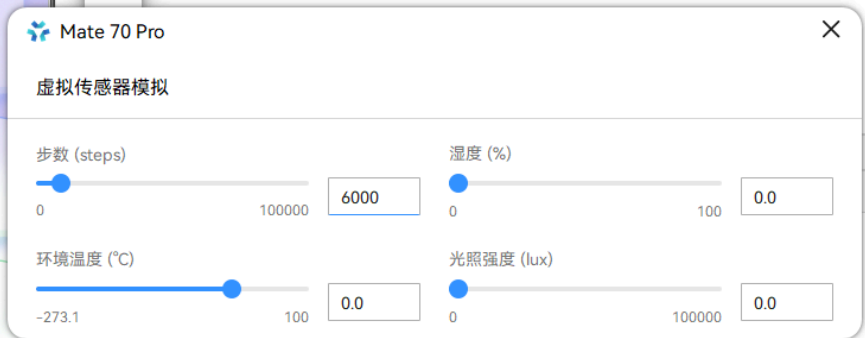 Mate 70 Pro
虚拟传感器模拟
步数 (steps)
6000
0 100000
湿度 (%)
0.0
0 100
环境温度 (℃)
0.0
-273.1 100
光照强度 (lux)
0.0
0 100000